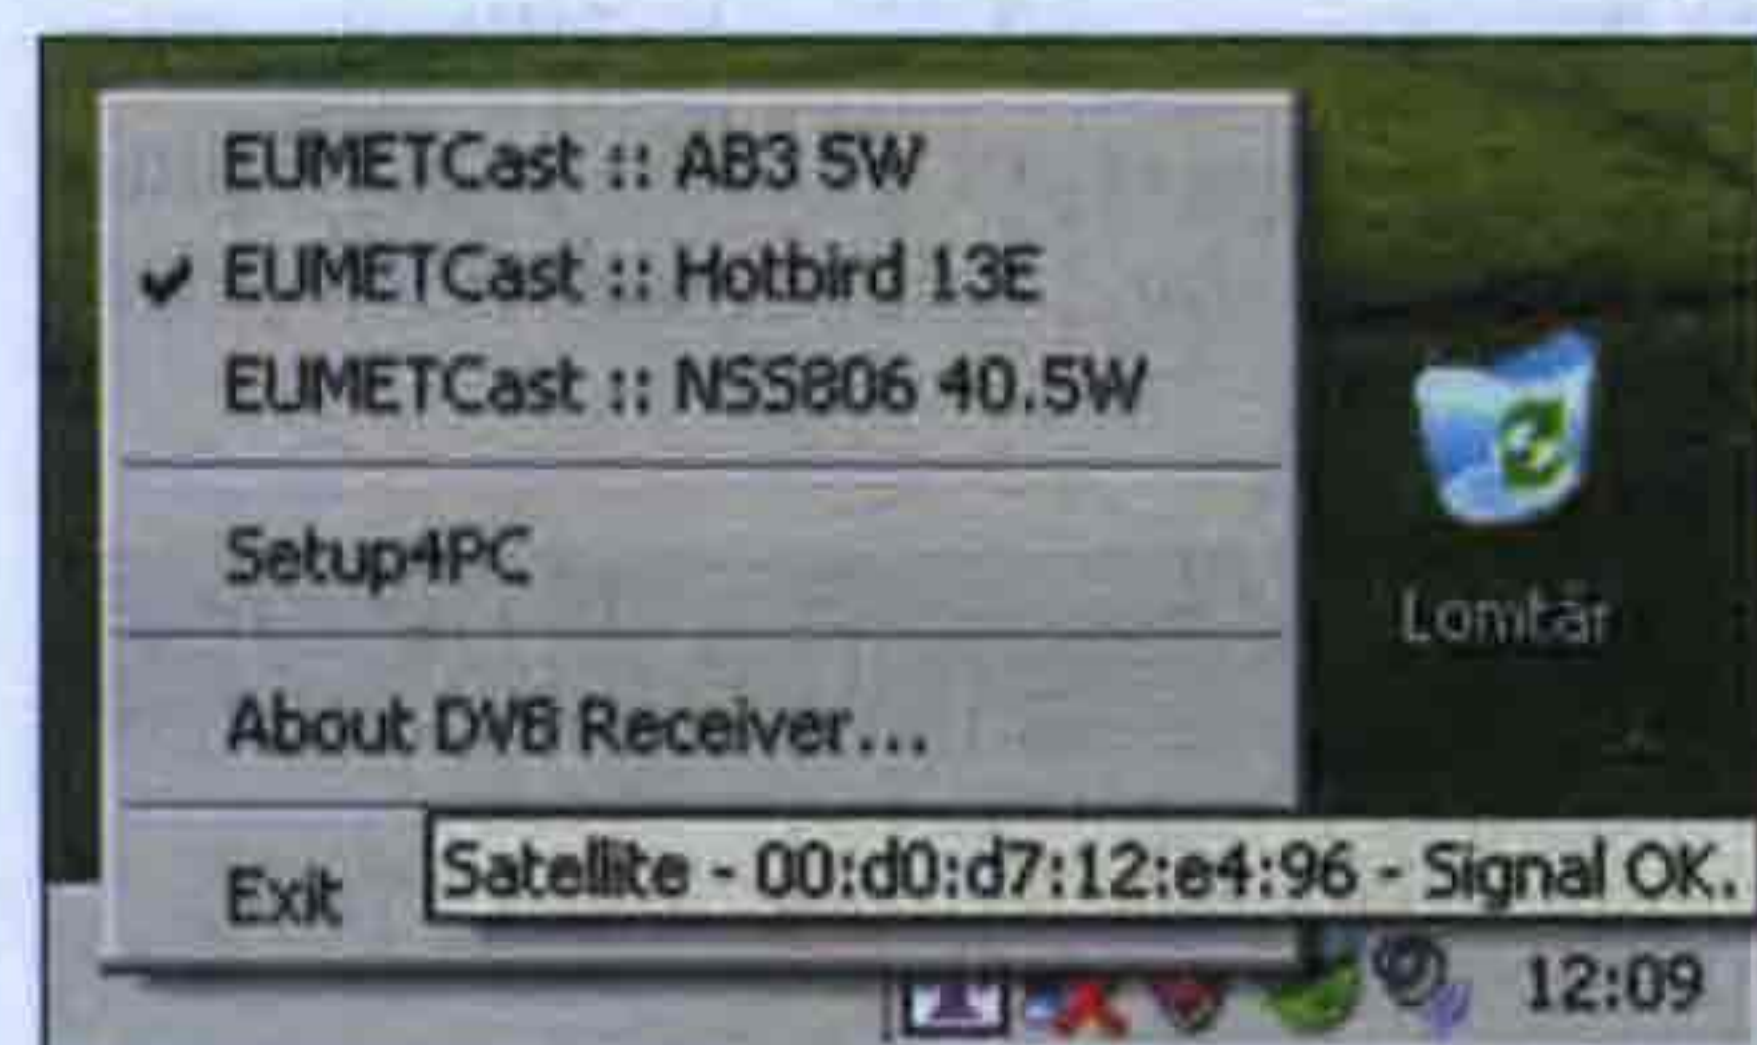 EUMETCast :: AB3 5W
EUMETCast :: Hotbird 13E
EUMETCast :: NSS806 40.5W
Setup4PC
About DVB Receiver...
Exit
Satellite - 00:d0:d7:12:e4:96 - Signal OK.
Lomtár
12:09